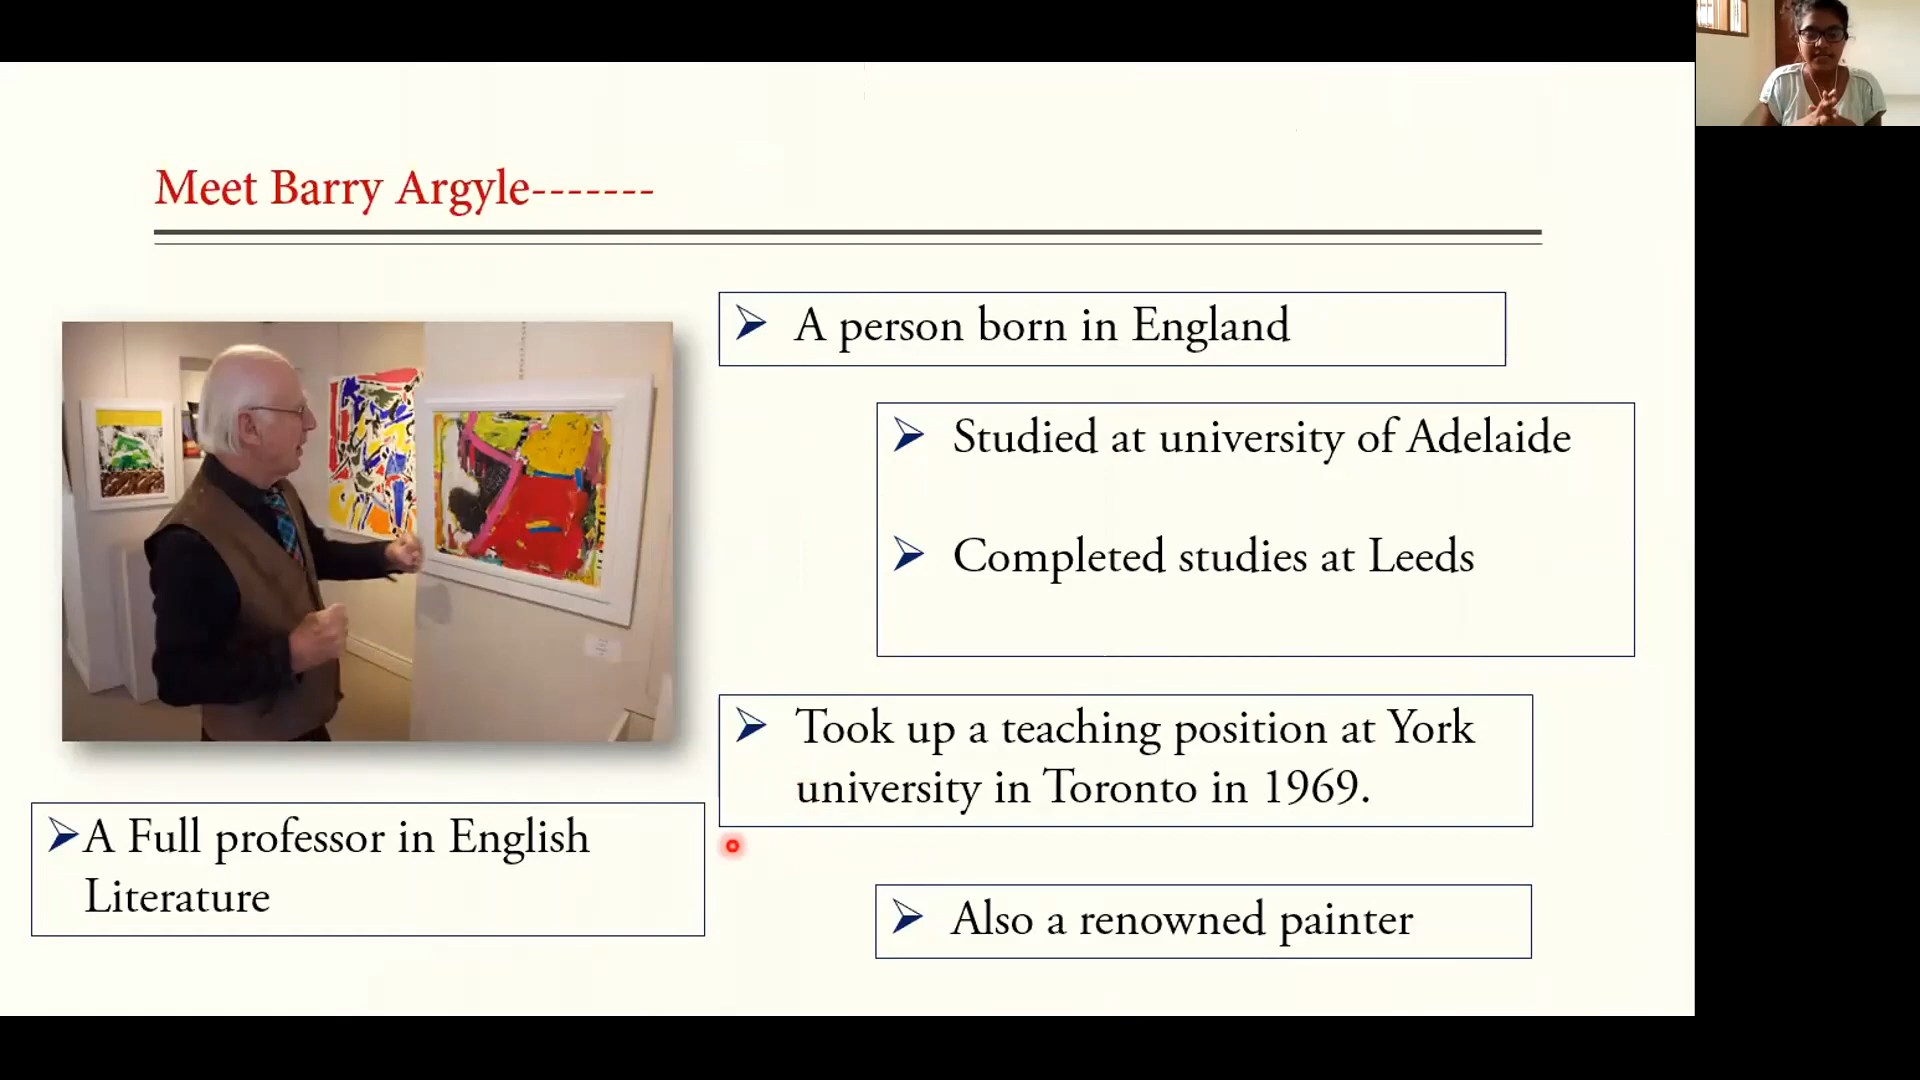 Meet Barry Argyle-------
➢ A person born in England
➢ Studied at university of Adelaide
➢ Completed studies at Leeds
➢ Took up a teaching position at York
university in Toronto in 1969.
➢A Full professor in English
Literature
➢ Also a renowned painter